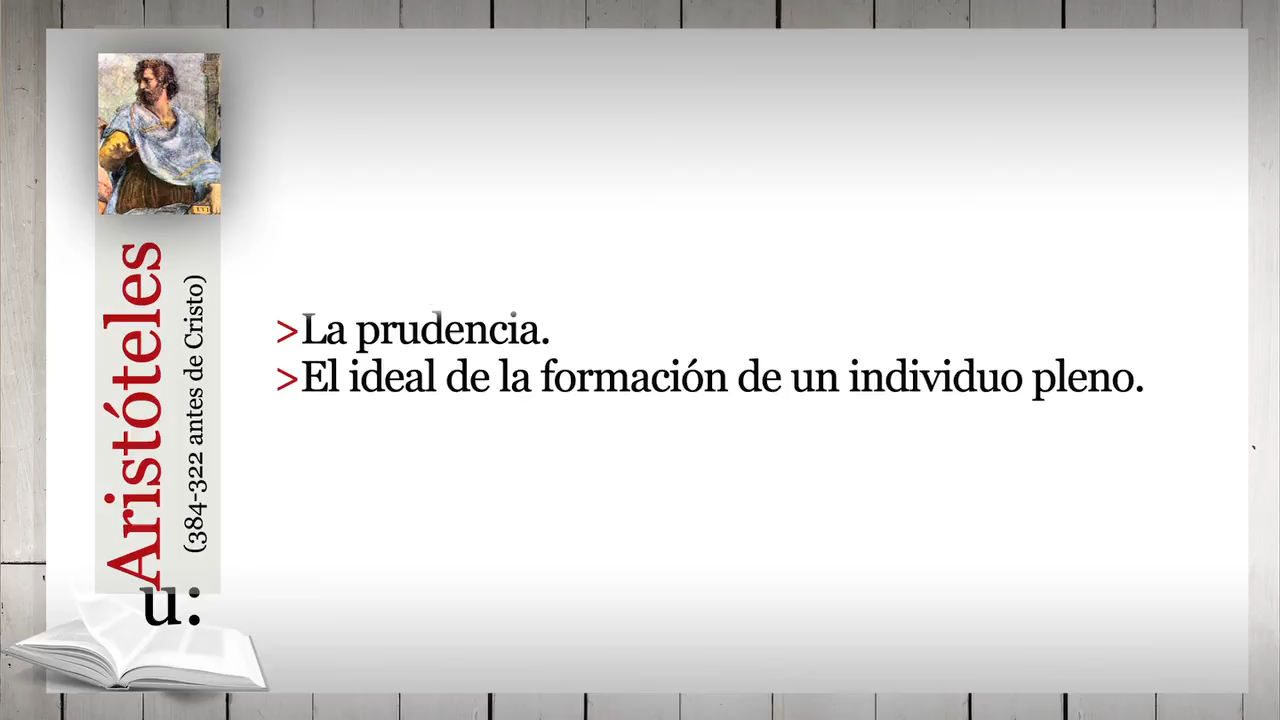 Aristóteles
(384-322 antes de Cristo)
u:
>La prudencia.
>El ideal de la formación de un individuo pleno.